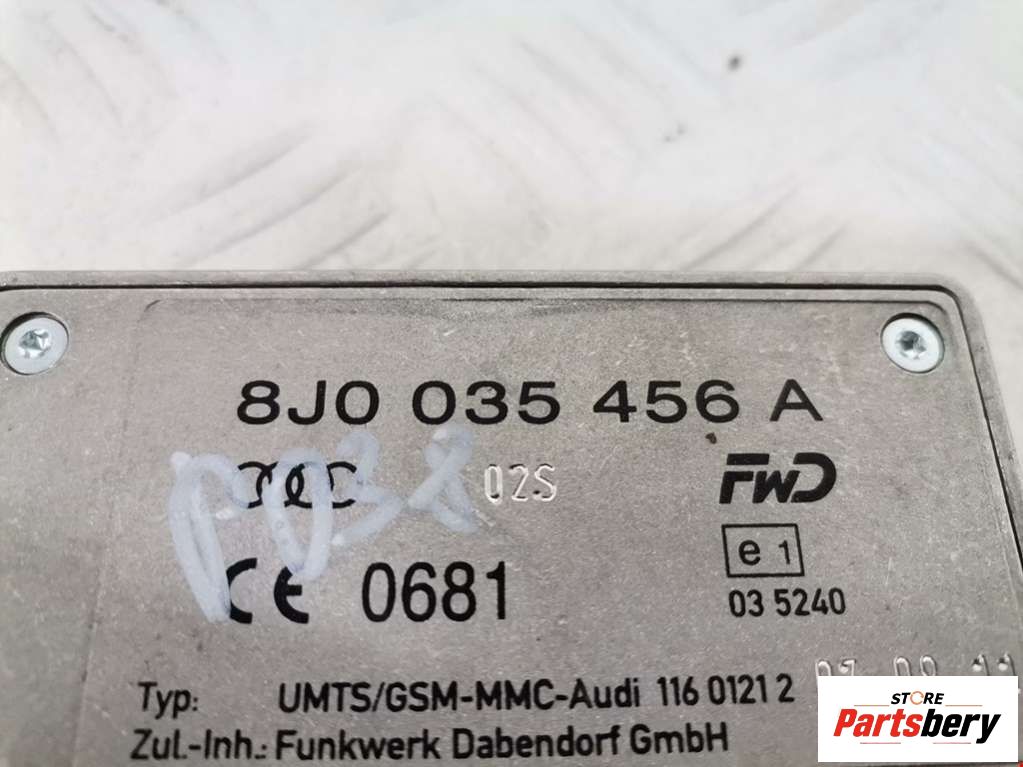 8J0 035 456 A
P038
02S
FWD
e 1
CE 0681
03 5240
Typ: UMTS/GSM-MMC-Audi 116 0121 2
Zul.-Inh.: Funkwerk Dabendorf GmbH
STORE
Partsbery